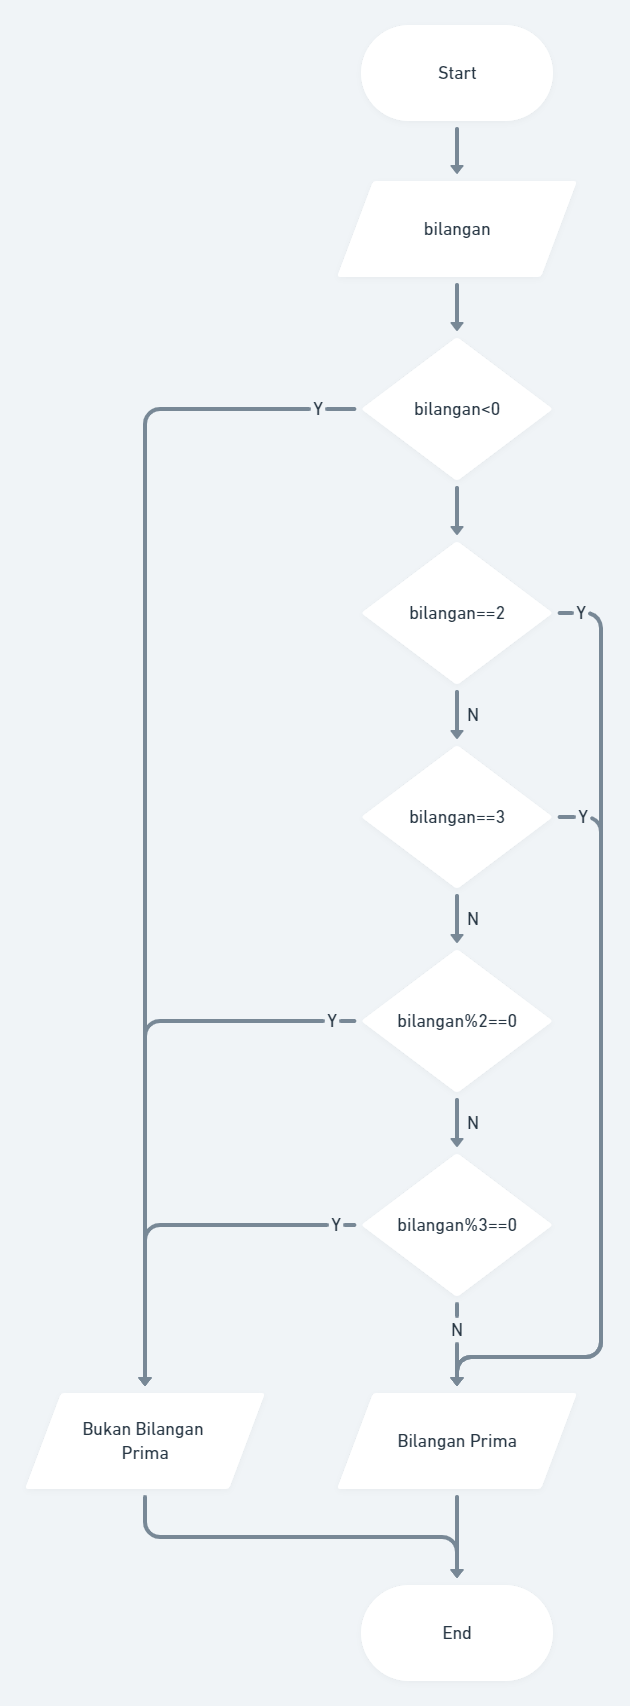 Start
bilangan
bilangan<0
Y
bilangan==2
Y
N
bilangan==3
Y
N
bilangan%2==0
Y
N
bilangan%3==0
Y
N
Bukan Bilangan
Prima
Bilangan Prima
End